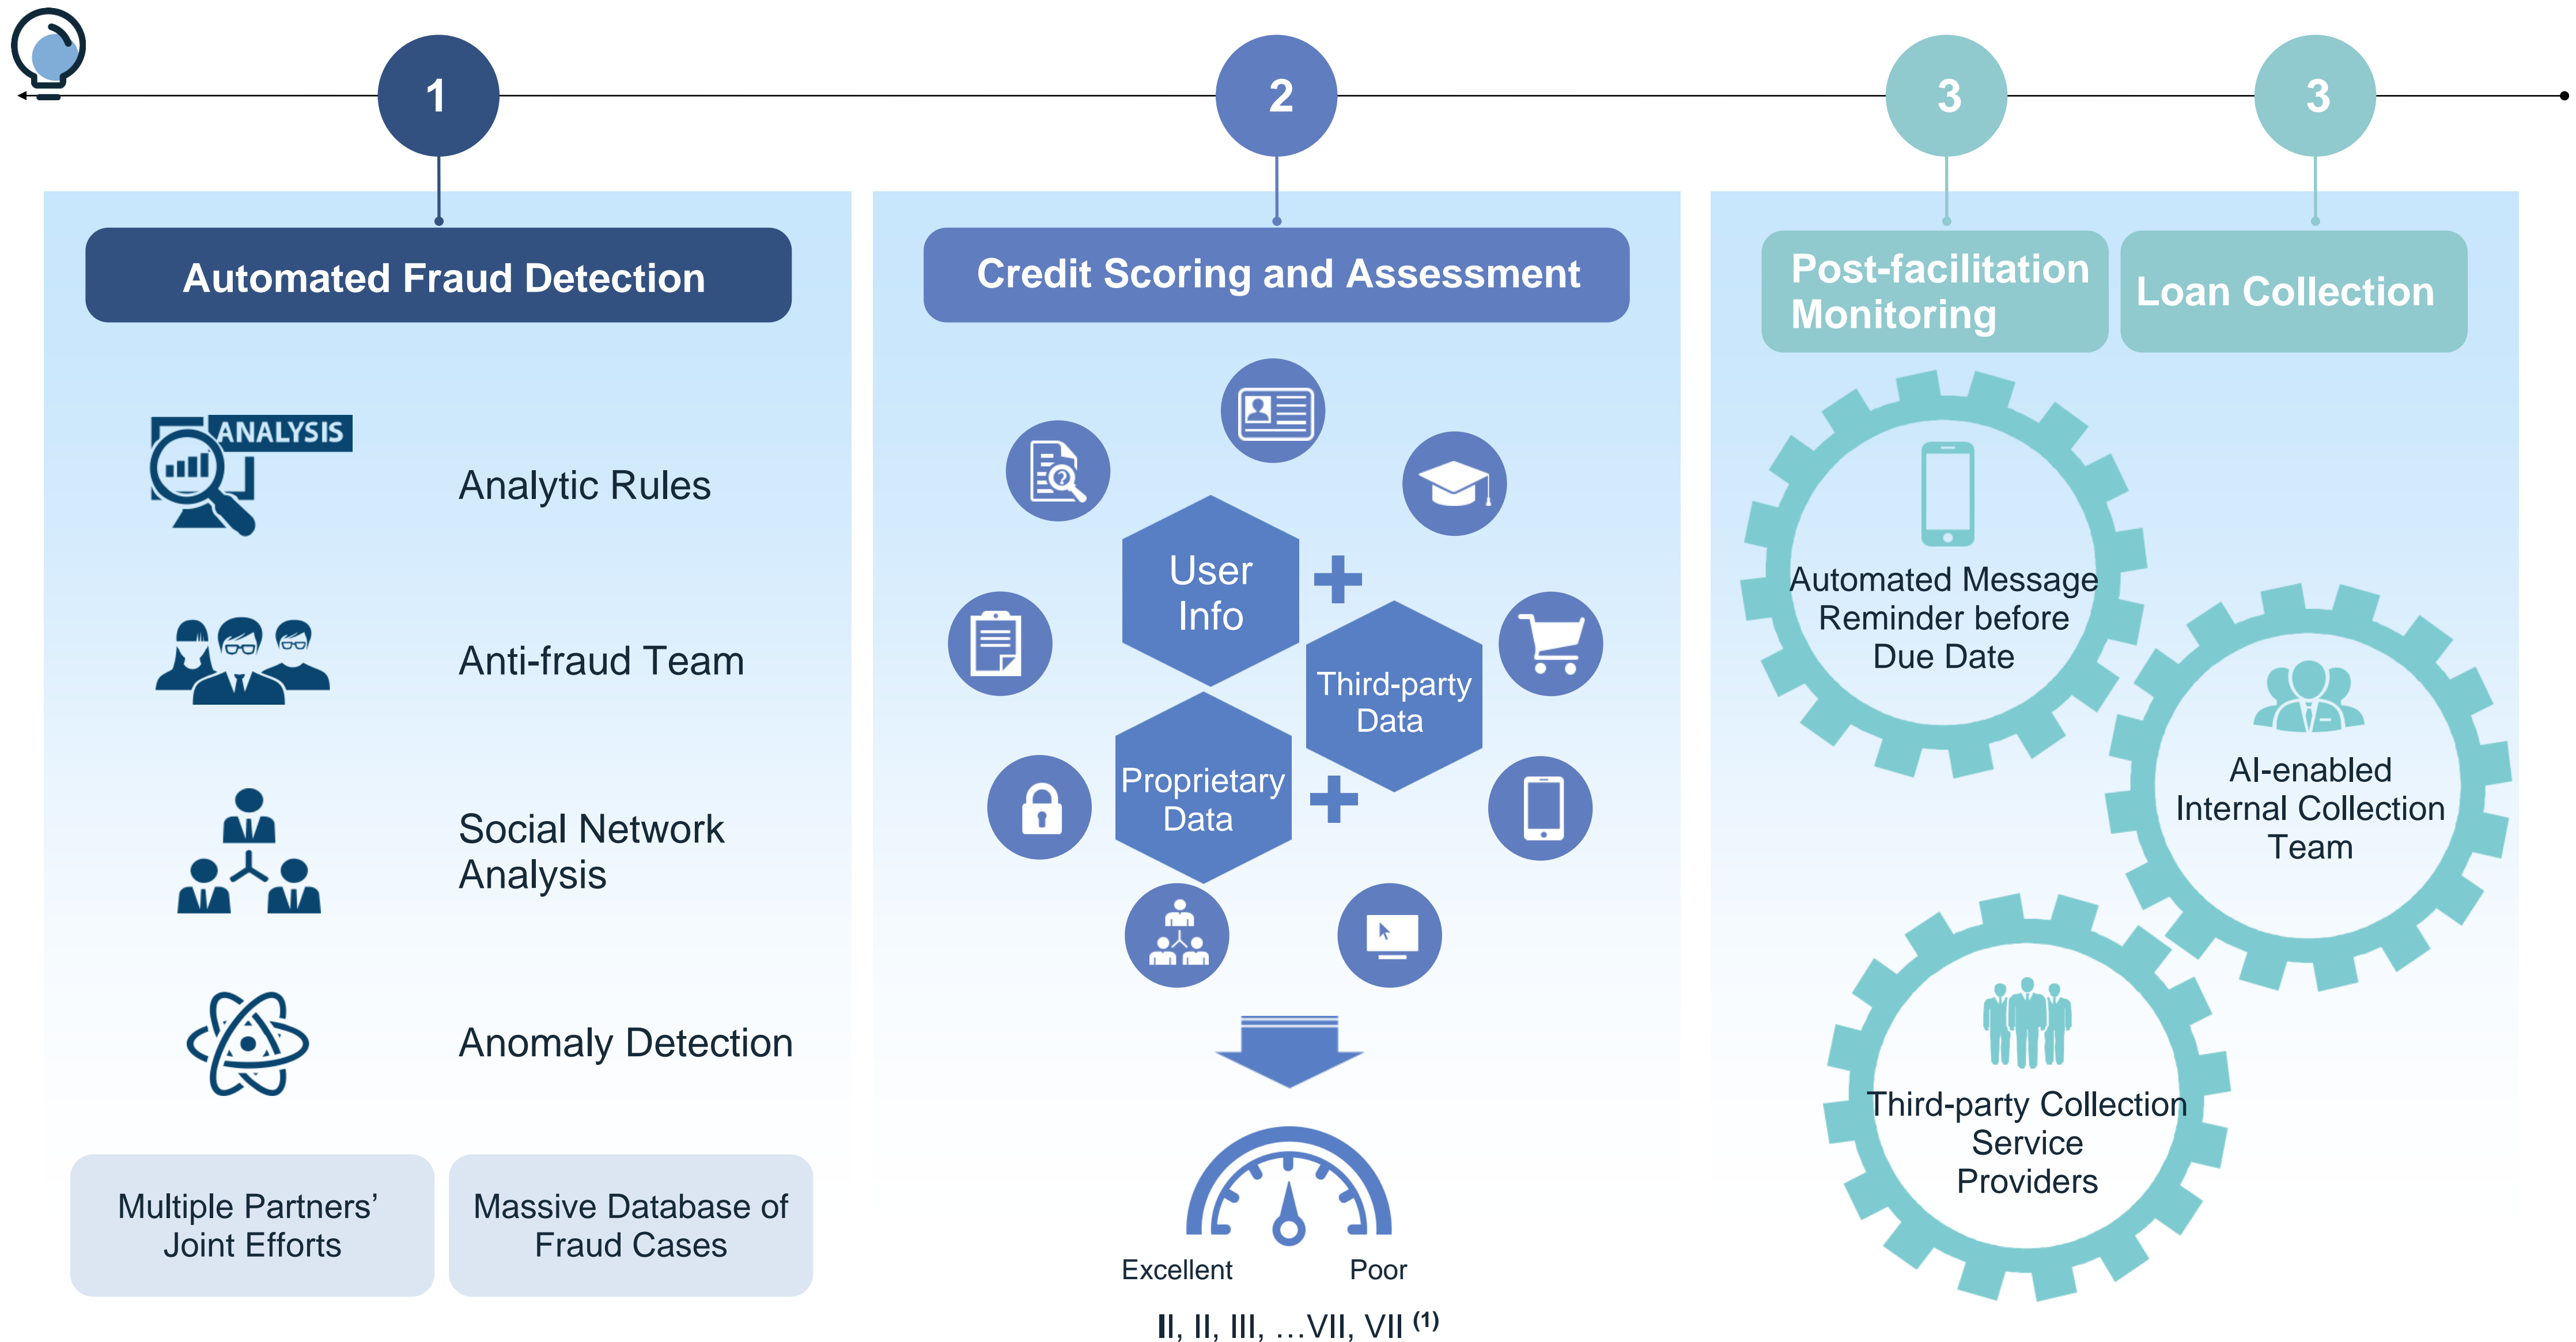 1
2
3
3
Automated Fraud Detection
ANALYSIS
Analytic Rules
Anti-fraud Team
Social Network
Analysis
Anomaly Detection
Multiple Partners’
Joint Efforts
Massive Database of
Fraud Cases
Credit Scoring and Assessment
User
Info
Third-party
Data
Proprietary
Data
Excellent
Poor
II, II, III, …VII, VII (1)
Post-facilitation
Monitoring
Loan Collection
Automated Message
Reminder before
Due Date
AI-enabled
Internal Collection
Team
Third-party Collection
Service
Providers